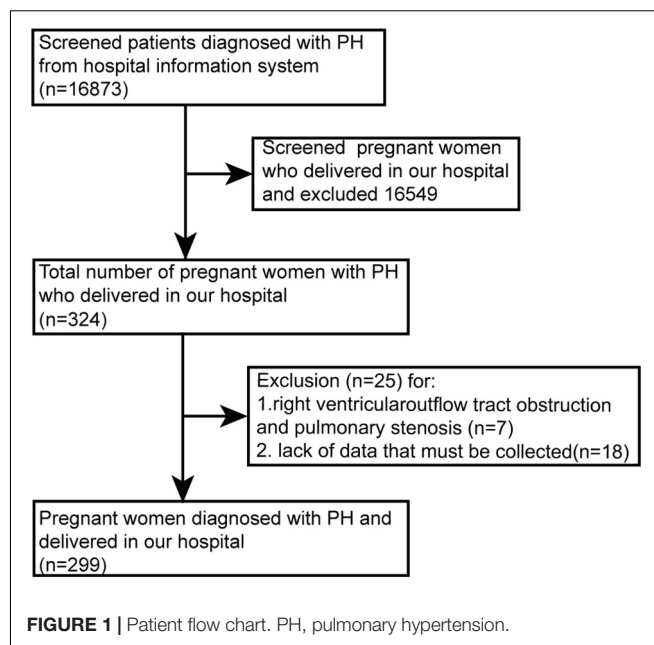 Screened patients diagnosed with PH
from hospital information system
(n=16873)
Screened pregnant women
who delivered in our hospital
and excluded 16549
Total number of pregnant women with PH
who delivered in our hospital
(n=324)
Exclusion (n=25) for:
1.right ventricularoutflow tract obstruction
and pulmonary stenosis (n=7)
2. lack of data that must be collected(n=18)
Pregnant women diagnosed with PH and
delivered in our hospital
(n=299)
FIGURE 1 | Patient flow chart. PH, pulmonary hypertension.